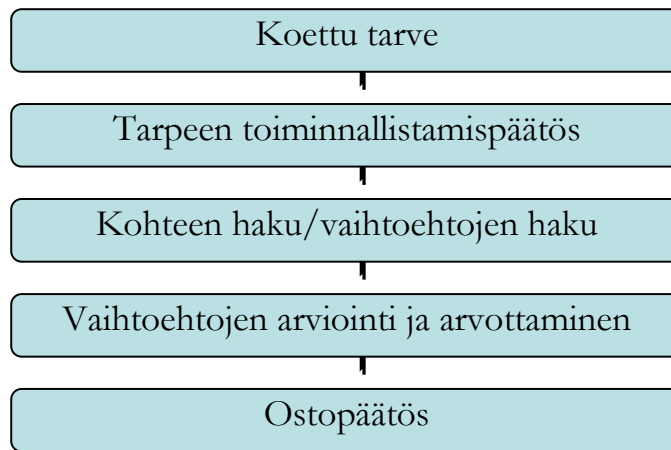 Koettu tarve
Tarpeen toiminnallistamispäätös
Kohteen haku/vaihtoehtojen haku
Vaihtoehtojen arviointi ja arvottaminen
Ostopäätös